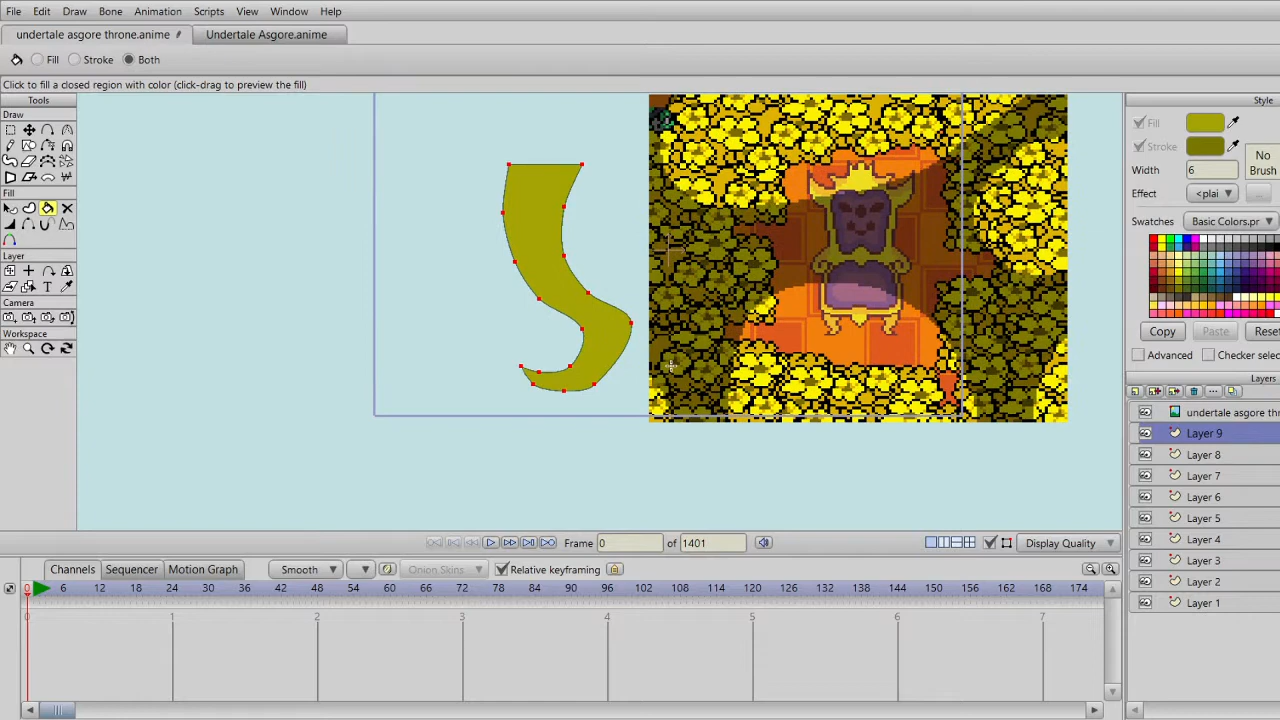 File Edit Draw Bone Animation Scripts View Window Help
undertale asgore throne.anime Undertale Asgore.anime
Fill Stroke Both
Click to fill a closed region with color (click-drag to preview the fill)
Tools
Draw
Fill
Layer
Camera
Workspace
Style
Fill
Stroke
No
Brush
Width 6
Effect <plai ...
Swatches Basic Colors.pr
Copy Paste Reset
Advanced Checker selec
Layers
undertale asgore thr
Layer 9
Layer 8
Layer 7
Layer 6
Layer 5
Layer 4
Layer 3
Layer 2
Layer 1
Frame 0 of 1401 Display Quality
Channels Sequencer Motion Graph Smooth Onion Skins Relative keyframing
0 6 12 18 24 30 36 42 48 54 60 66 72 78 84 90 96 102 108 114 120 126 132 138 144 150 156 162 168 174
0 1 2 3 4 5 6 7